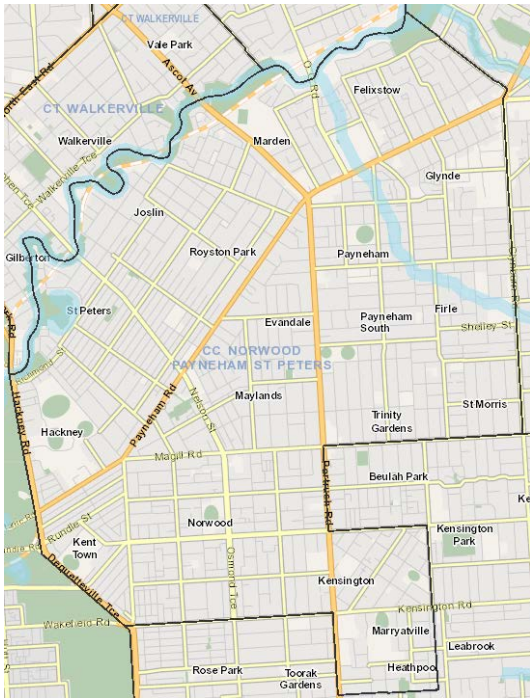 CT WALKERVILLE
Vale Park
North East Rd
Ascot Av
Felixstow
CT WALKERVILLE
Walkerville
Marden
Walkerville Tce
Glynde
Joslin
Royston Park
Payneham
Gilberton
St Peters
Evandale
Payneham
South
Firle
Shelley St
CC NORWOOD
PAYNEHAM ST PETERS
Hackney Rd
Maylands
Nelson St
Payneham Rd
Trinity
Gardens
St Morris
Hackney
Magill Rd
Portrush Rd
Beulah Park
Rundle St
Norwood
Kensington
Park
Kent
Town
Osmond Tce
Dequetteville Tce
Kensington
Kensington Rd
Wakefield Rd
Marryatville
Leabrook
Rose Park
Toorak
Gardens
Heathpoo